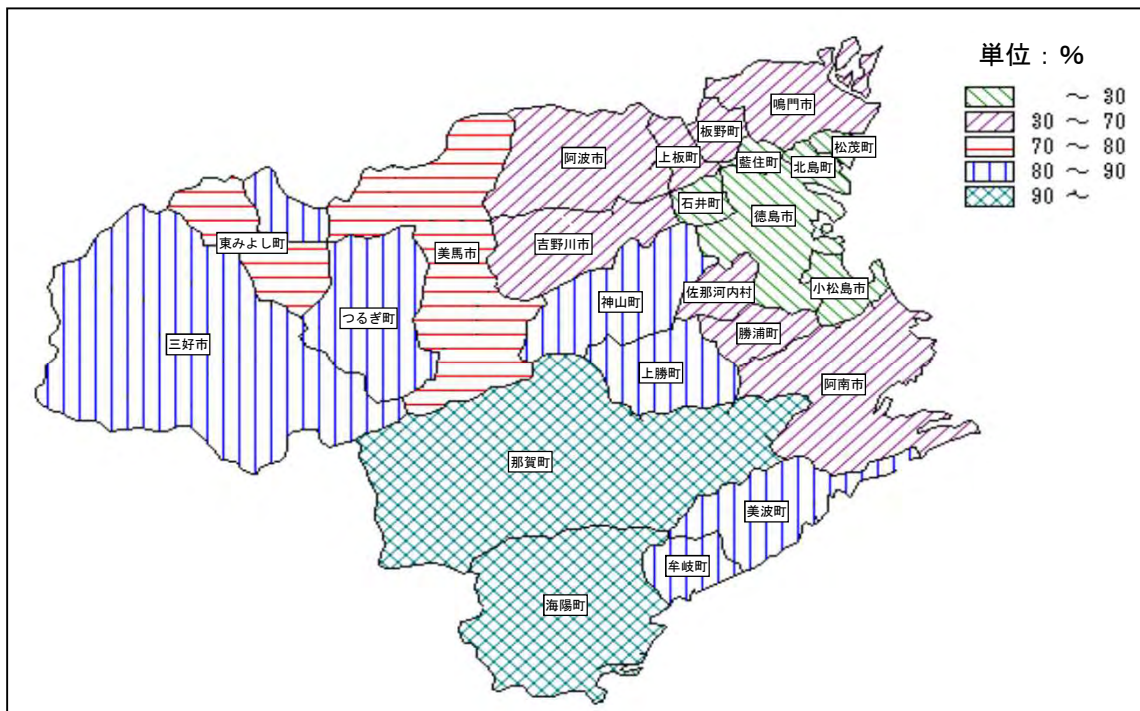 単位:%
～ 30
30 ～ 70
70 ～ 80
80 ～ 90
90 ～
鳴門市
板野町
松茂町
阿波市
上板町
藍住町
北島町
石井町
徳島市
東みよし町
美馬市
吉野川市
小松島市
神山町
佐那河内村
つるぎ町
勝浦町
三好市
上勝町
阿南市
那賀町
美波町
牟岐町
海陽町